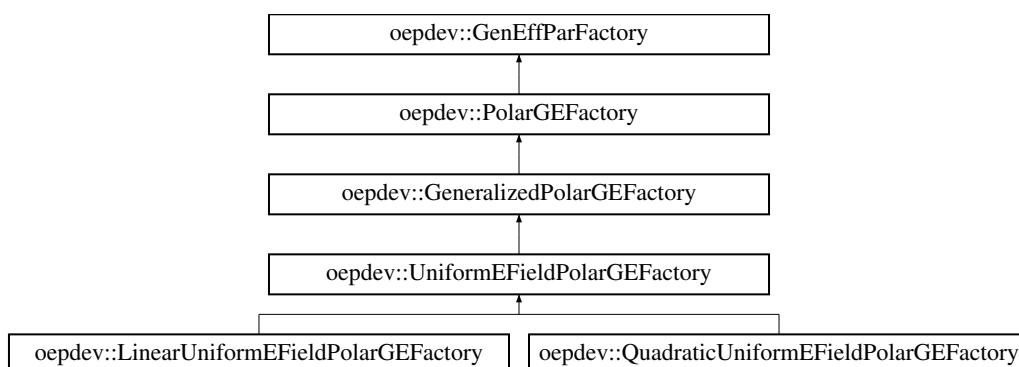 oepdev::GenEffParFactory
oepdev::PolarGEFactory
oepdev::GeneralizedPolarGEFactory
oepdev::UniformEFieldPolarGEFactory
oepdev::LinearUniformEFieldPolarGEFactory
oepdev::QuadraticUniformEFieldPolarGEFactory